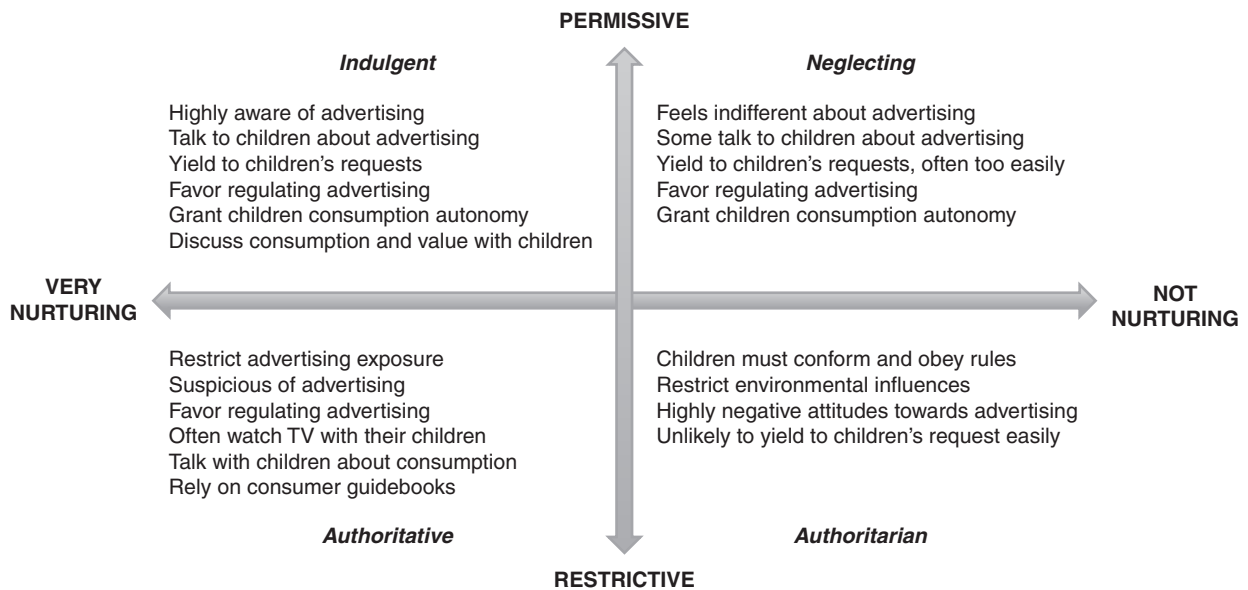 PERMISSIVE
Indulgent
Highly aware of advertising
Talk to children about advertising
Yield to children's requests
Favor regulating advertising
Grant children consumption autonomy
Discuss consumption and value with children
Neglecting
Feels indifferent about advertising
Some talk to children about advertising
Yield to children's requests, often too easily
Favor regulating advertising
Grant children consumption autonomy
VERY
NURTURING
NOT
NURTURING
Restrict advertising exposure
Suspicious of advertising
Favor regulating advertising
Often watch TV with their children
Talk with children about consumption
Rely on consumer guidebooks
Authoritative
Children must conform and obey rules
Restrict environmental influences
Highly negative attitudes towards advertising
Unlikely to yield to children's request easily
Authoritarian
RESTRICTIVE